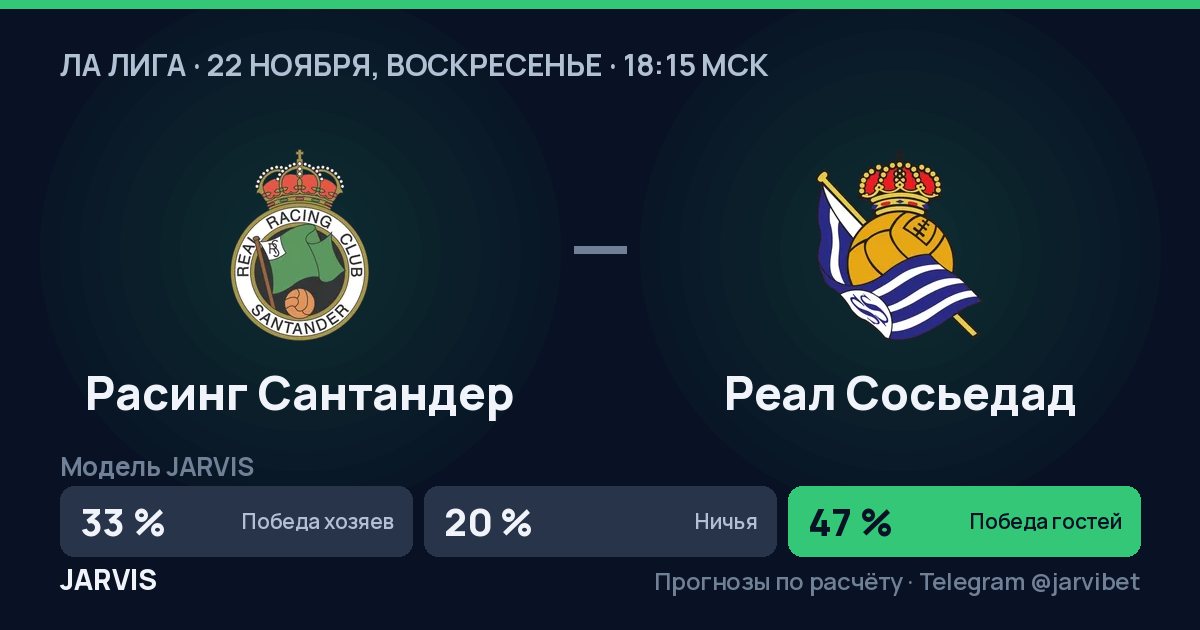 ЛА ЛИГА · 22 НОЯБРЯ, ВОСКРЕСЕНЬЕ · 18:15 МСК
REAL RACING CLUB
SANTANDER
Расинг Сантандер
Реал Сосьедад
Модель JARVIS
33 % Победа хозяев
20 % Ничья
47 % Победа гостей
JARVIS
Прогнозы по расчёту · Telegram @jarvibet